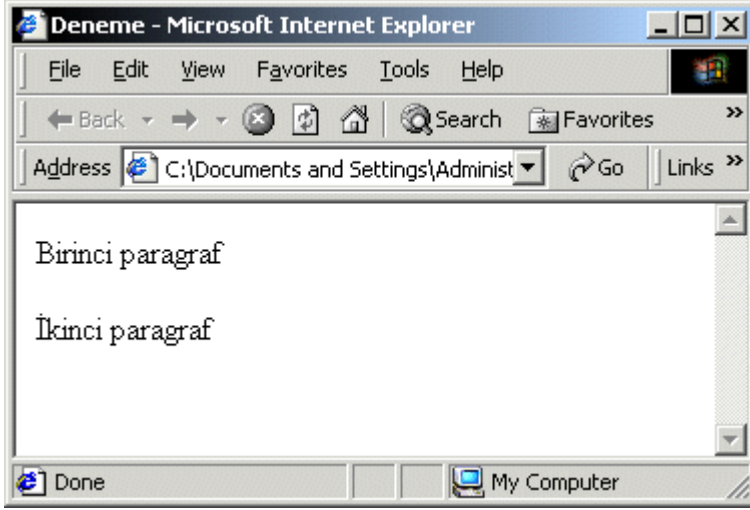 Deneme - Microsoft Internet Explorer
File Edit View Favorites Tools Help
Back Search Favorites »
Address C:\Documents and Settings\Administ Go Links »
Birinci paragraf
İkinci paragraf
Done My Computer